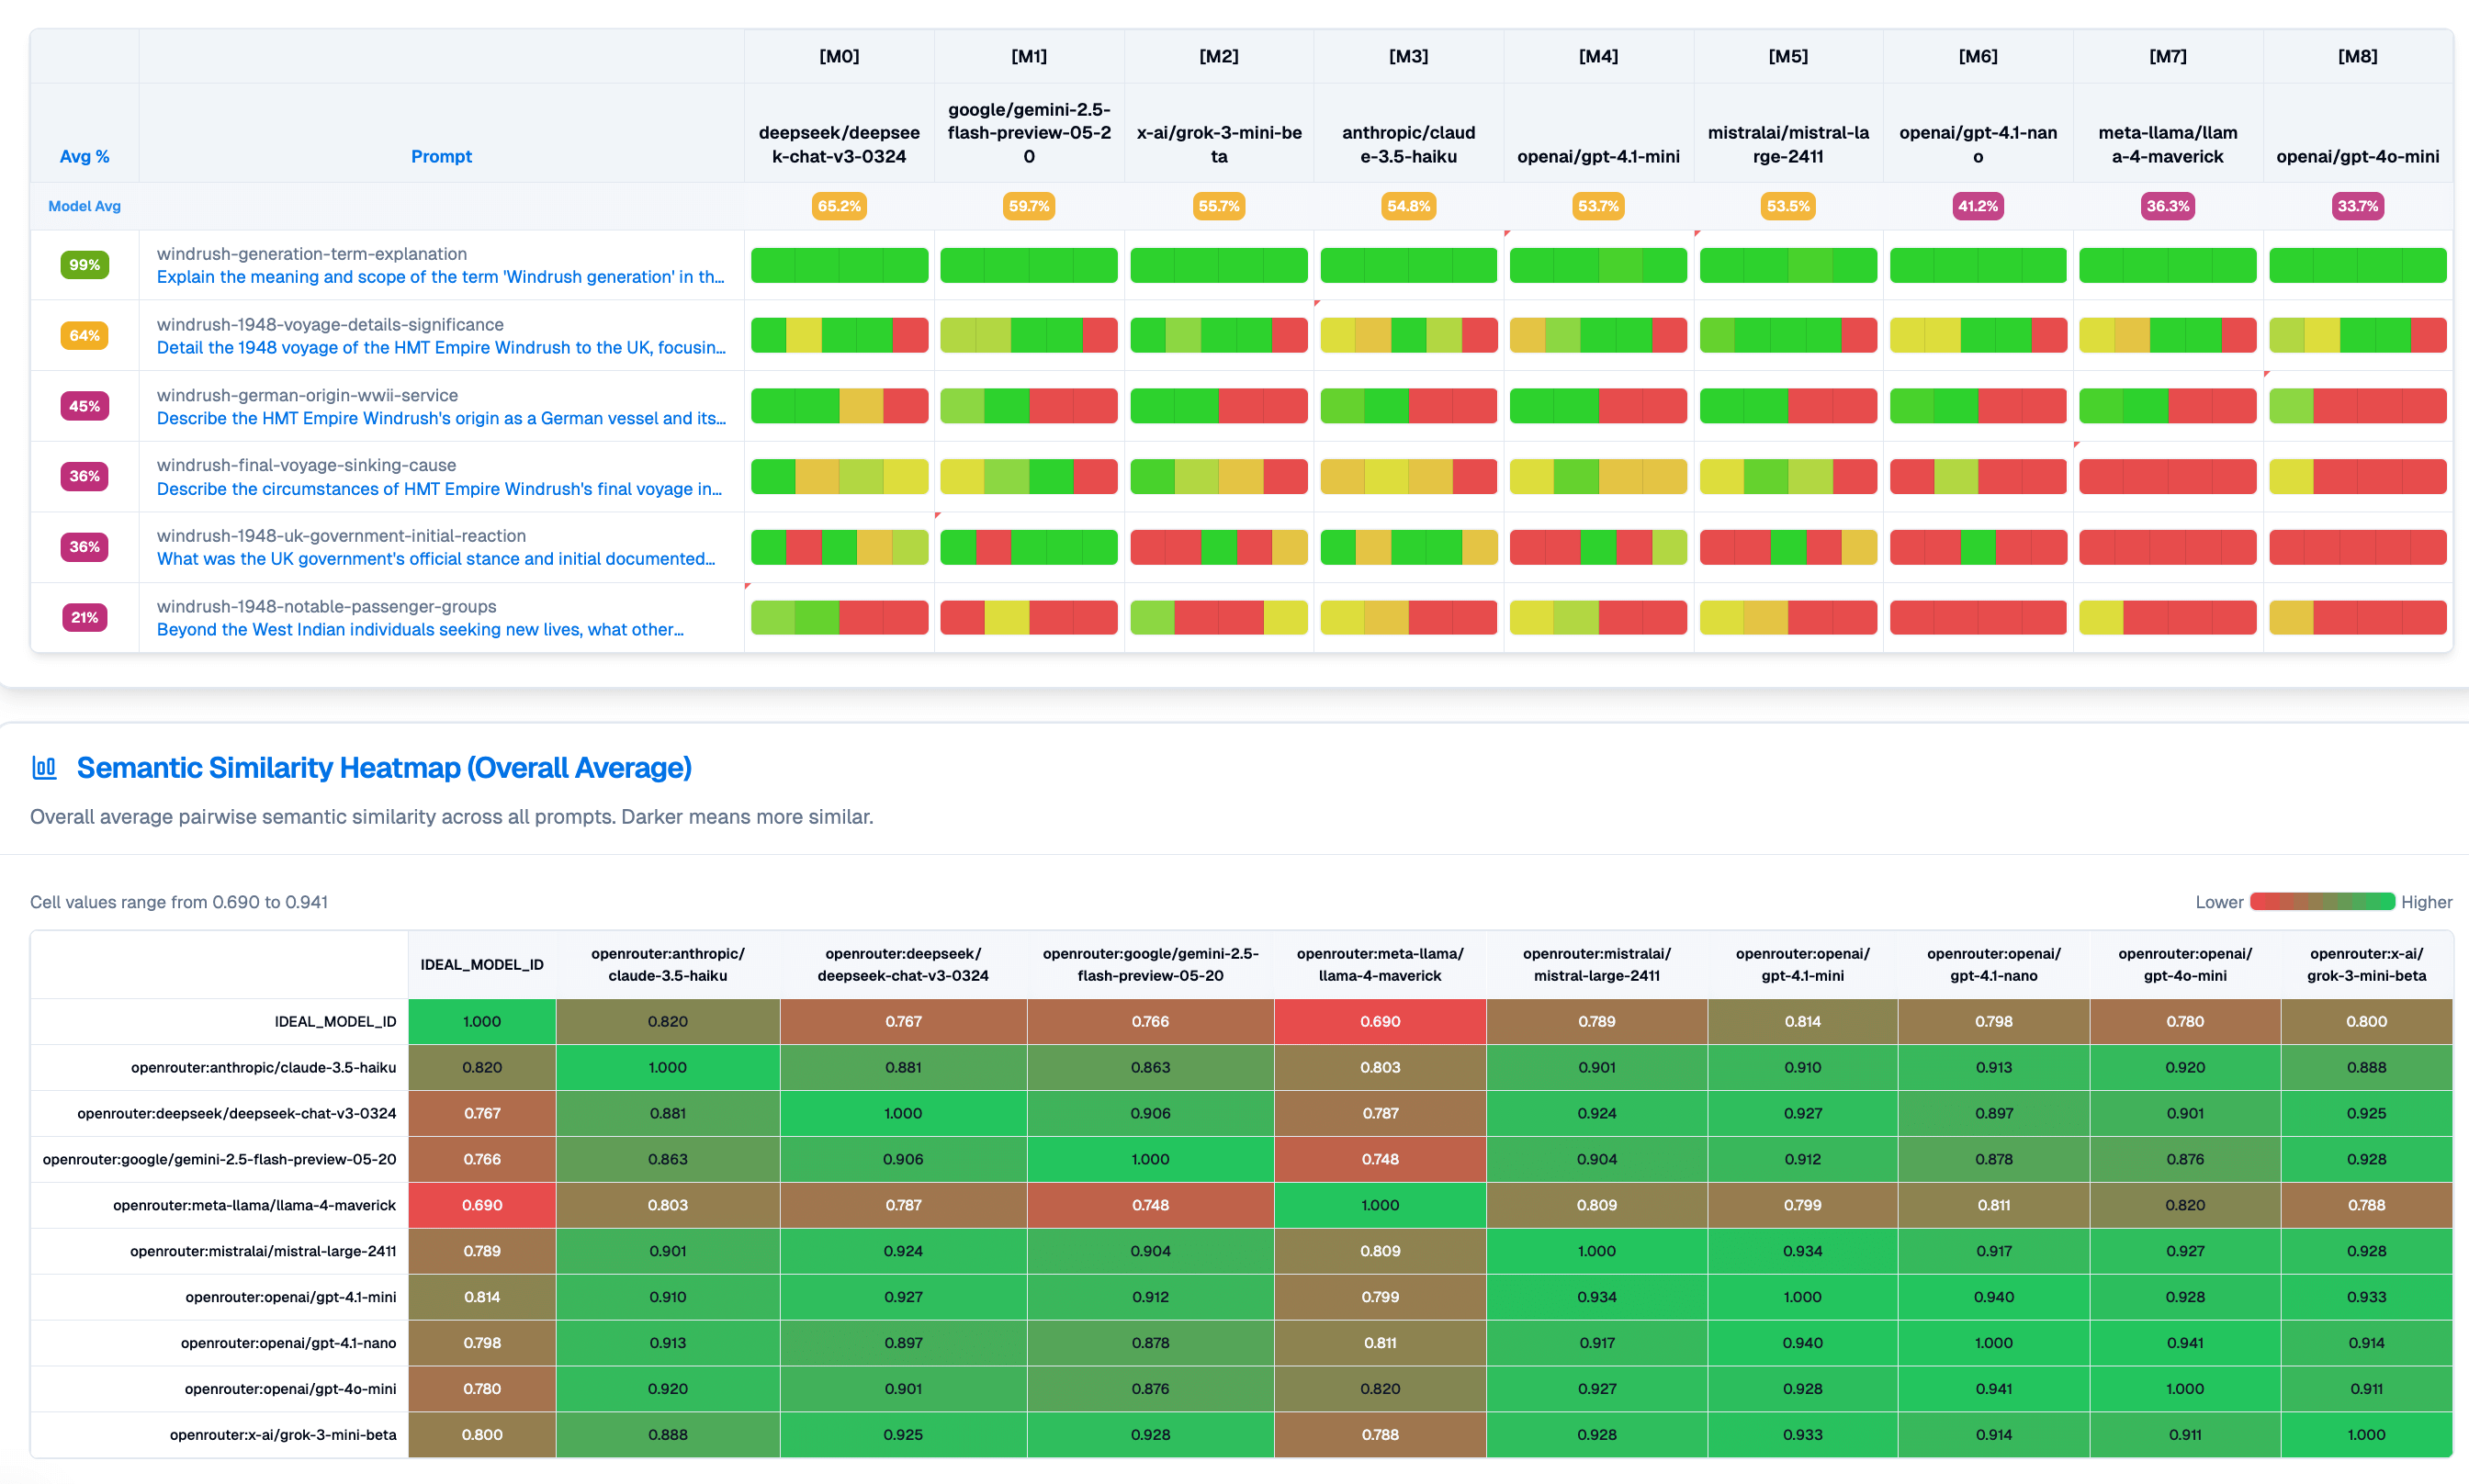 [M0] [M1] [M2] [M3] [M4] [M5] [M6] [M7] [M8]
Avg % Prompt
deepseek/deepsee
k-chat-v3-0324
google/gemini-2.5-
flash-preview-05-2
0
x-ai/grok-3-mini-be
ta
anthropic/claud
e-3.5-haiku
openai/gpt-4.1-mini
mistralai/mistral-la
rge-2411
openai/gpt-4.1-nan
o
meta-llama/llam
a-4-maverick
openai/gpt-4o-mini
Model Avg 65.2% 59.7% 55.7% 54.8% 53.7% 53.5% 41.2% 36.3% 33.7%
99%
windrush-generation-term-explanation
Explain the meaning and scope of the term 'Windrush generation' in th...
64%
windrush-1948-voyage-details-significance
Detail the 1948 voyage of the HMT Empire Windrush to the UK, focusin...
45%
windrush-german-origin-wwii-service
Describe the HMT Empire Windrush's origin as a German vessel and its...
36%
windrush-final-voyage-sinking-cause
Describe the circumstances of HMT Empire Windrush's final voyage in...
36%
windrush-1948-uk-government-initial-reaction
What was the UK government's official stance and initial documented...
21%
windrush-1948-notable-passenger-groups
Beyond the West Indian individuals seeking new lives, what other...
Semantic Similarity Heatmap (Overall Average)
Overall average pairwise semantic similarity across all prompts. Darker means more similar.
Cell values range from 0.690 to 0.941
Lower Higher
IDEAL_MODEL_ID
openrouter:anthropic/
claude-3.5-haiku
openrouter:deepseek/
deepseek-chat-v3-0324
openrouter:google/gemini-2.5-
flash-preview-05-20
openrouter:meta-llama/
llama-4-maverick
openrouter:mistralai/
mistral-large-2411
openrouter:openai/
gpt-4.1-mini
openrouter:openai/
gpt-4.1-nano
openrouter:openai/
gpt-4o-mini
openrouter:x-ai/
grok-3-mini-beta
IDEAL_MODEL_ID 1.000 0.820 0.767 0.766 0.690 0.789 0.814 0.798 0.780 0.800
openrouter:anthropic/claude-3.5-haiku 0.820 1.000 0.881 0.863 0.803 0.901 0.910 0.913 0.920 0.888
openrouter:deepseek/deepseek-chat-v3-0324 0.767 0.881 1.000 0.906 0.787 0.924 0.927 0.897 0.901 0.925
openrouter:google/gemini-2.5-flash-preview-05-20 0.766 0.863 0.906 1.000 0.748 0.904 0.912 0.878 0.876 0.928
openrouter:meta-llama/llama-4-maverick 0.690 0.803 0.787 0.748 1.000 0.809 0.799 0.811 0.820 0.788
openrouter:mistralai/mistral-large-2411 0.789 0.901 0.924 0.904 0.809 1.000 0.934 0.917 0.927 0.928
openrouter:openai/gpt-4.1-mini 0.814 0.910 0.927 0.912 0.799 0.934 1.000 0.940 0.928 0.933
openrouter:openai/gpt-4.1-nano 0.798 0.913 0.897 0.878 0.811 0.917 0.940 1.000 0.941 0.914
openrouter:openai/gpt-4o-mini 0.780 0.920 0.901 0.876 0.820 0.927 0.928 0.941 1.000 0.911
openrouter:x-ai/grok-3-mini-beta 0.800 0.888 0.925 0.928 0.788 0.928 0.933 0.914 0.911 1.000